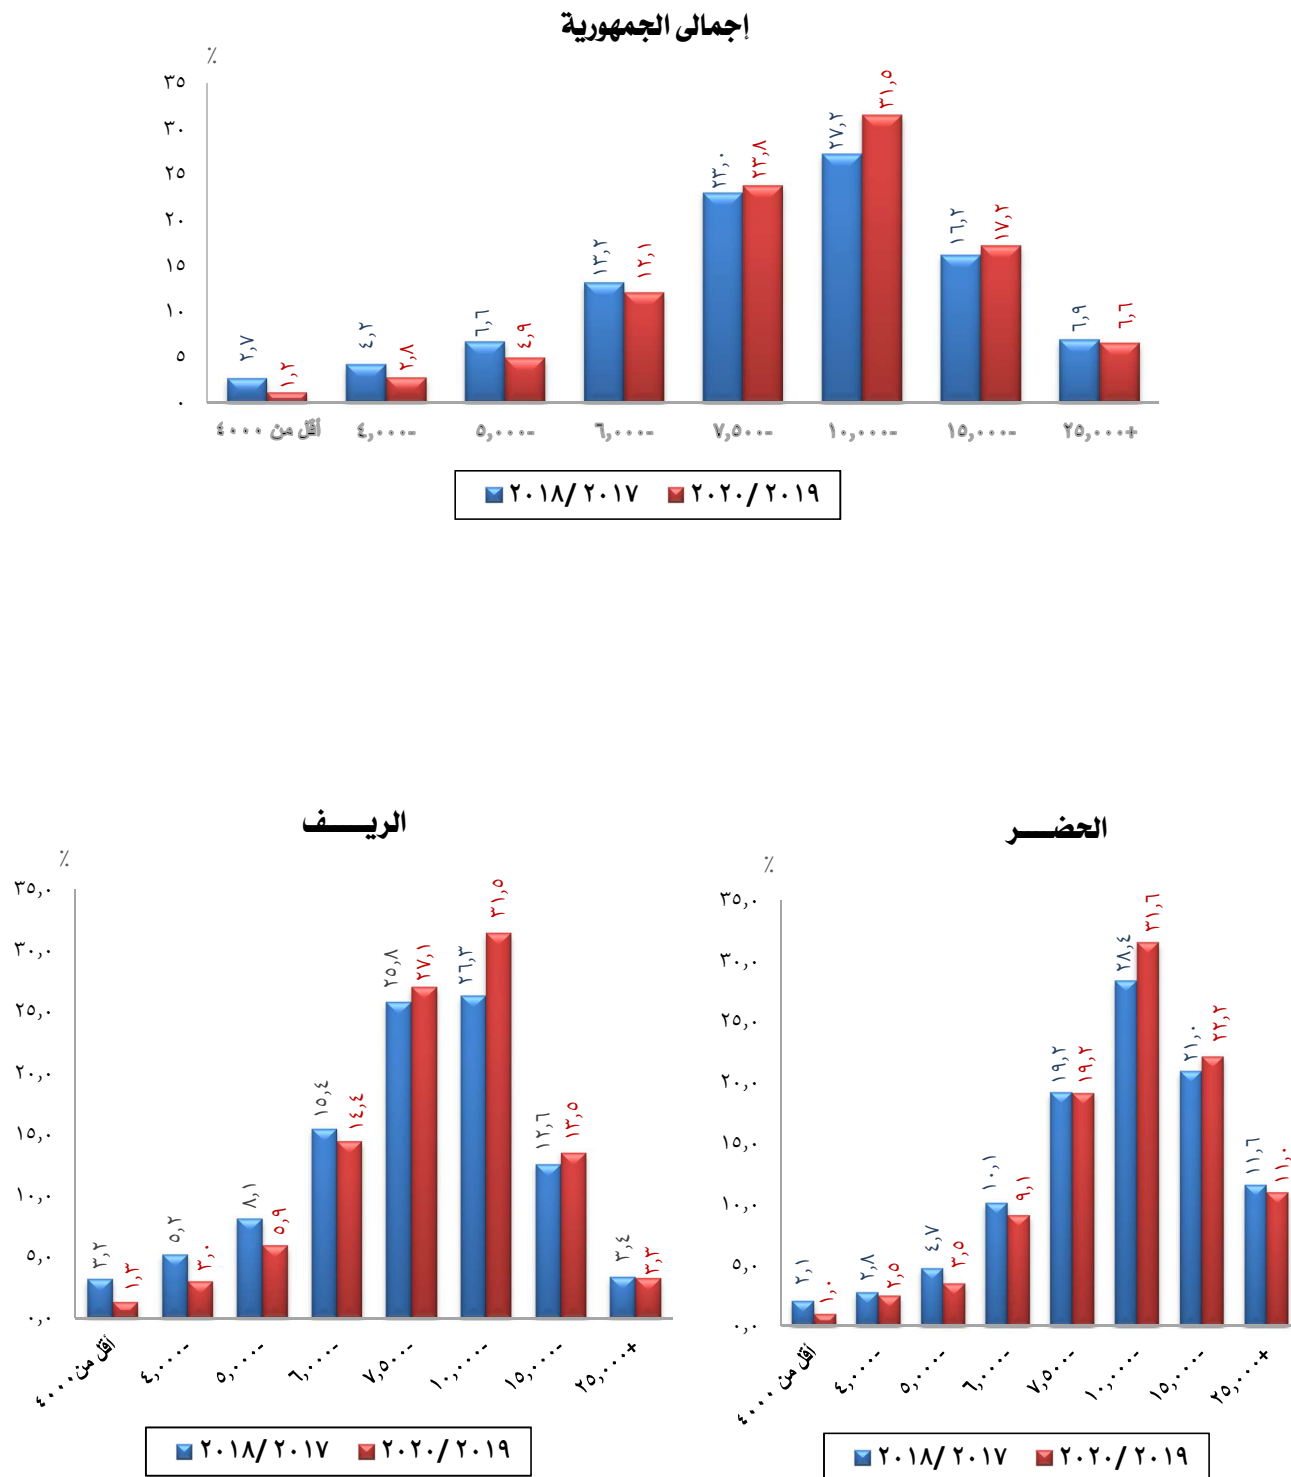 إجمالى الجمهورية
٪
٣٥
٣٠
٢٥
٢٠
١٥
١٠
٥
٠
٢,٧ ١,٢ ٤,٢ ٢,٨ ٦,٦ ٤,٩ ١٣,٢ ١٢,١ ٢٣,٠ ٢٣,٨ ٢٧,٢ ٣١,٥ ١٦,٢ ١٧,٢ ٦,٩ ٦,٦
أقل من ٤٠٠٠ ٤,٠٠٠- ٥,٠٠٠- ٦,٠٠٠- ٧,٥٠٠- ١٠,٠٠٠- ١٥,٠٠٠- ٢٥,٠٠٠+
٢٠١٨/ ٢٠١٧ ٢٠٢٠/ ٢٠١٩
الحضـــــر
٪
٣٥,٠
٣٠,٠
٢٥,٠
٢٠,٠
١٥,٠
١٠,٠
٥,٠
٠,٠
٢,١ ١,٠ ٢,٨ ٢,٥ ٤,٧ ٣,٥ ١٠,١ ٩,١ ١٩,٢ ١٩,٢ ٢٨,٤ ٣١,٦ ٢١,٠ ٢٢,٢ ١١,٦ ١١,٠
أقل من ٤٠٠٠ ٤,٠٠٠- ٥,٠٠٠- ٦,٠٠٠- ٧,٥٠٠- ١٠,٠٠٠- ١٥,٠٠٠- ٢٥,٠٠٠+
٢٠١٨/ ٢٠١٧ ٢٠٢٠/ ٢٠١٩
الريـــــــف
٪
٣٥,٠
٣٠,٠
٢٥,٠
٢٠,٠
١٥,٠
١٠,٠
٥,٠
٠,٠
٣,٢ ١,٣ ٥,٢ ٣,٠ ٨,١ ٥,٩ ١٥,٤ ١٤,٤ ٢٥,٨ ٢٧,١ ٢٦,٣ ٣١,٥ ١٢,٦ ١٣,٥ ٣,٤ ٣,٣
أقل من ٤٠٠٠ ٤,٠٠٠- ٥,٠٠٠- ٦,٠٠٠- ٧,٥٠٠- ١٠,٠٠٠- ١٥,٠٠٠- ٢٥,٠٠٠+
٢٠١٨/ ٢٠١٧ ٢٠٢٠/ ٢٠١٩